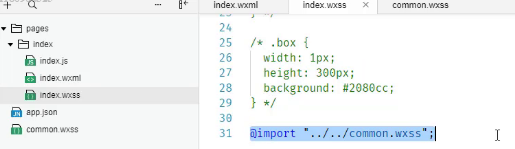 index.wxml
index.wxss
common.wxss
pages
index
index.js
index.wxml
index.wxss
app.json
common.wxss
24
25 /* .box {
26 width: 1px;
27 height: 300px;
28 background: #2080cc;
29 } */
30
31 @import "../../common.wxss";